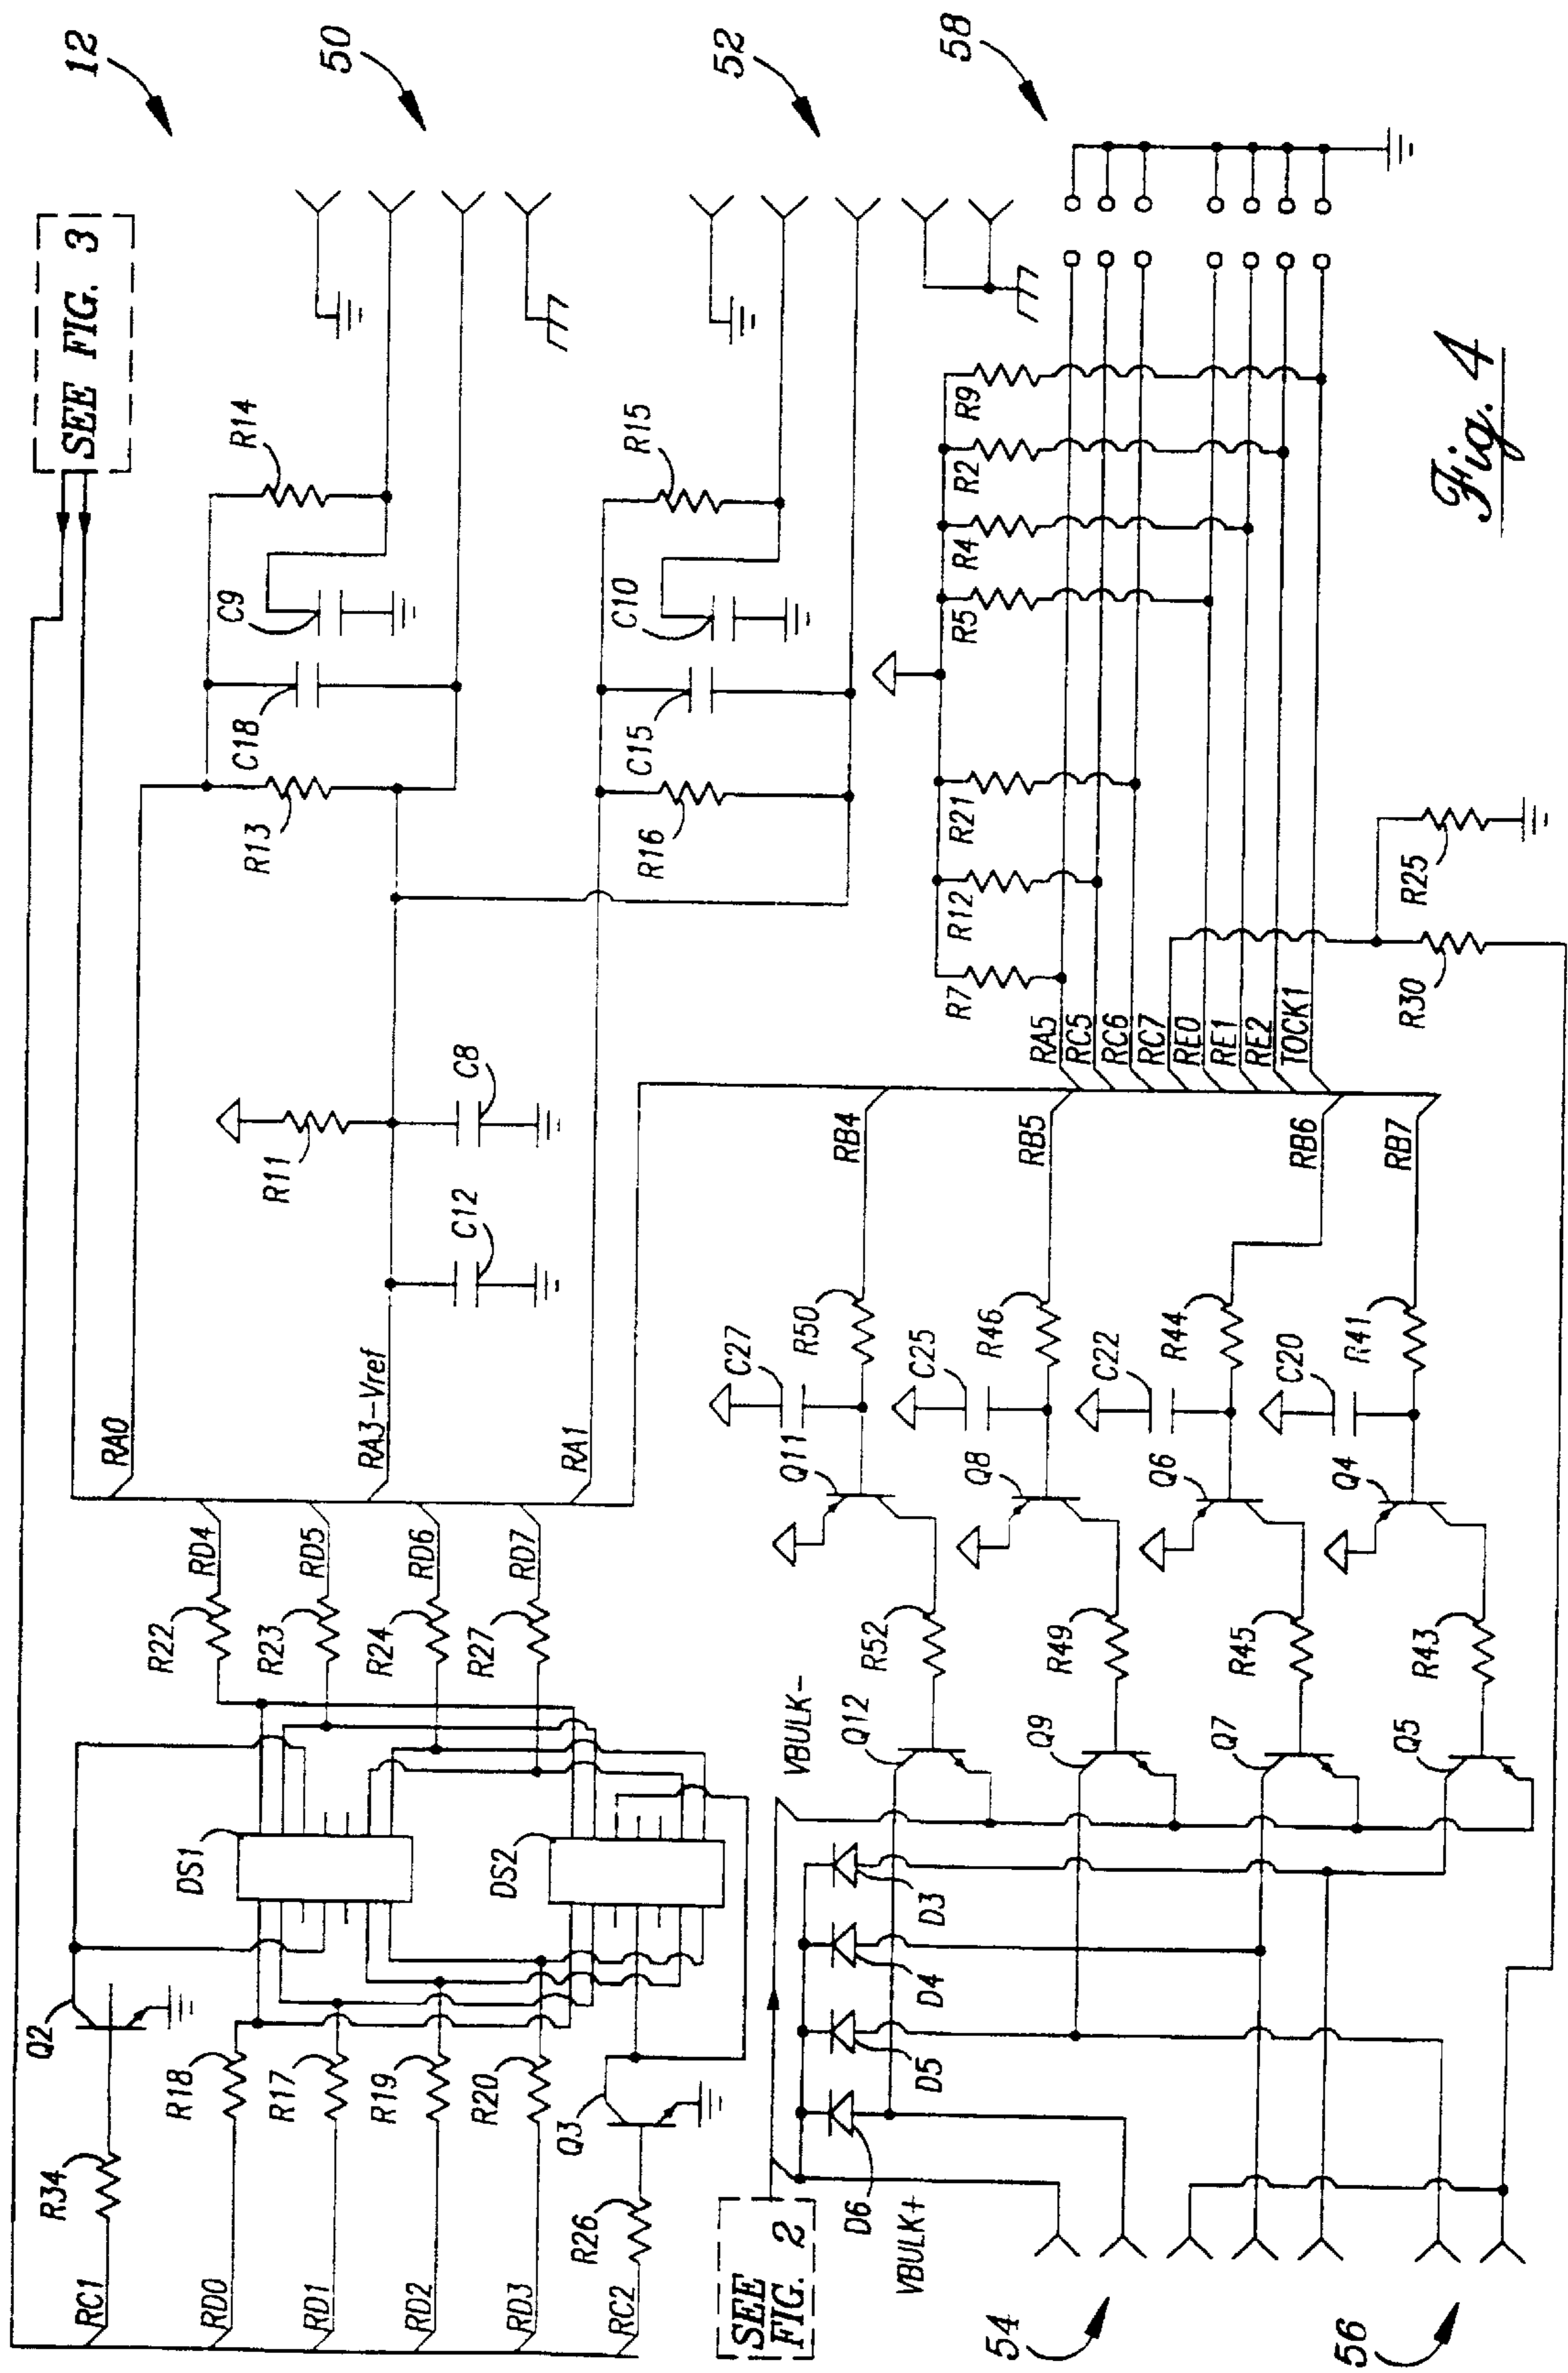 12
50
52
58
SEE FIG. 3
R14
C9
C18
R13
R15
C10
C15
R16
R9
R2
R4
R5
R21
R12
R7
R25
R30
R11
C8
C12
RA0
RA3-Vref
RA1
RA5
RC5
RC6
RC7
RE0
RE1
RE2
TOCK1
RB4
RB5
RB6
RB7
RD4
RD5
RD6
RD7
R22
R23
R24
R27
C27
R50
Q11
C25
R46
Q8
C22
R44
Q6
C20
R41
Q4
R52
R49
R45
R43
VBULK-
Q12
Q9
Q7
Q5
DS1
DS2
D3
D4
D5
D6
Q2
R18
R17
R19
R20
Q3
R34
R26
RC1
RD0
RD1
RD2
RD3
RC2
SEE
FIG. 2
VBULK+
54
56
Fig. 4